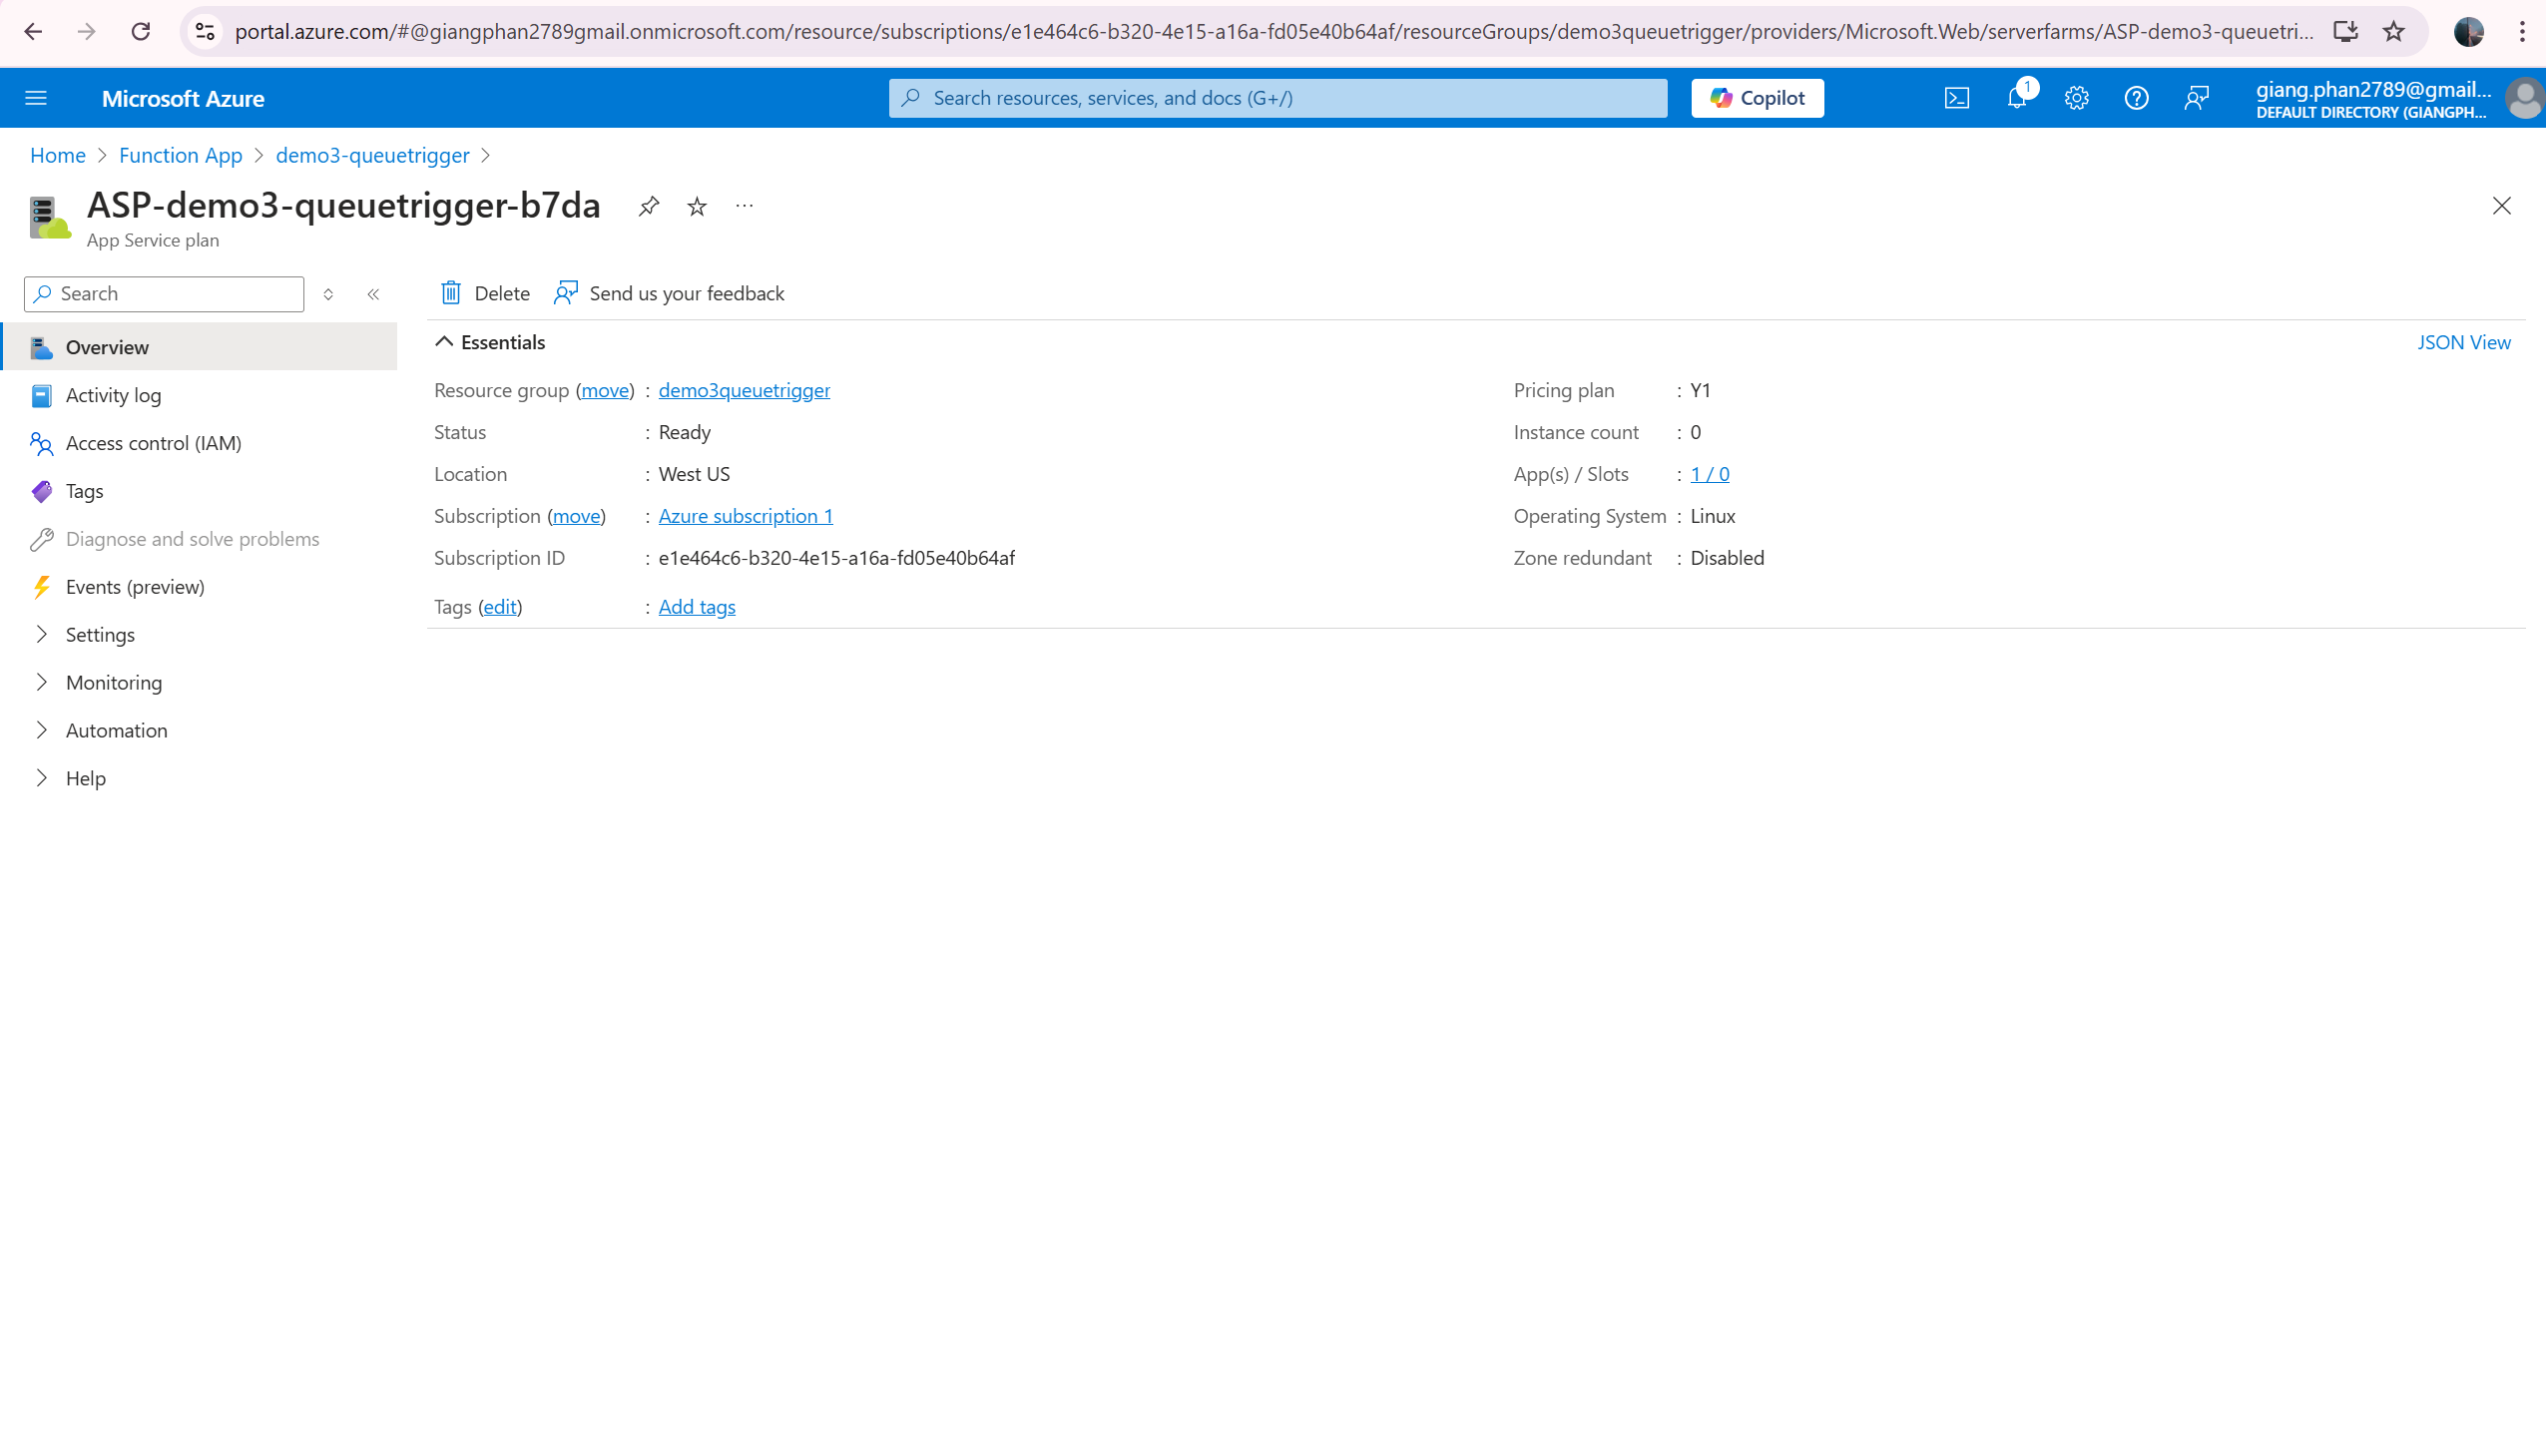 portal.azure.com/#@giangphan2789gmail.onmicrosoft.com/resource/subscriptions/e1e464c6-b320-4e15-a16a-fd05e40b64af/resourceGroups/demo3queuetrigger/providers/Microsoft.Web/serverfarms/ASP-demo3-queuetri...
Microsoft Azure
Search resources, services, and docs (G+/)
Copilot
1
giang.phan2789@gmail...
DEFAULT DIRECTORY (GIANGPH...
Home > Function App > demo3-queuetrigger >
ASP-demo3-queuetrigger-b7da
App Service plan
Search
Overview
Activity log
Access control (IAM)
Tags
Diagnose and solve problems
Events (preview)
Settings
Monitoring
Automation
Help
Delete
Send us your feedback
Essentials
JSON View
Resource group (move) : demo3queuetrigger
Status : Ready
Location : West US
Subscription (move) : Azure subscription 1
Subscription ID : e1e464c6-b320-4e15-a16a-fd05e40b64af
Tags (edit) : Add tags
Pricing plan : Y1
Instance count : 0
App(s) / Slots : 1 / 0
Operating System : Linux
Zone redundant : Disabled